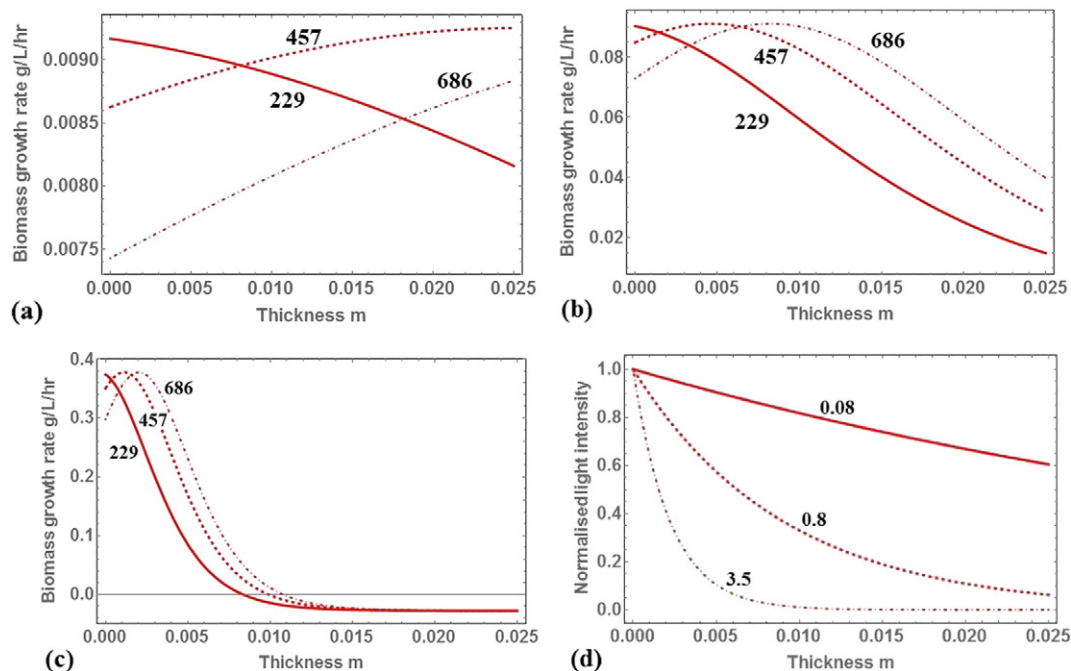 Biomass growth rate g/L/hr
0.0090
0.0085
0.0080
0.0075
457
229
686
0.000 0.005 0.010 0.015 0.020 0.025
(a) Thickness m
Biomass growth rate g/L/hr
0.08
0.06
0.04
0.02
686
457
229
0.000 0.005 0.010 0.015 0.020 0.025
(b) Thickness m
Biomass growth rate g/L/hr
0.4
0.3
0.2
0.1
0.0
686
457
229
0.000 0.005 0.010 0.015 0.020 0.025
(c) Thickness m
Normalised light intensity
1.0
0.8
0.6
0.4
0.2
0.0
0.08
0.8
3.5
0.000 0.005 0.010 0.015 0.020 0.025
(d) Thickness m